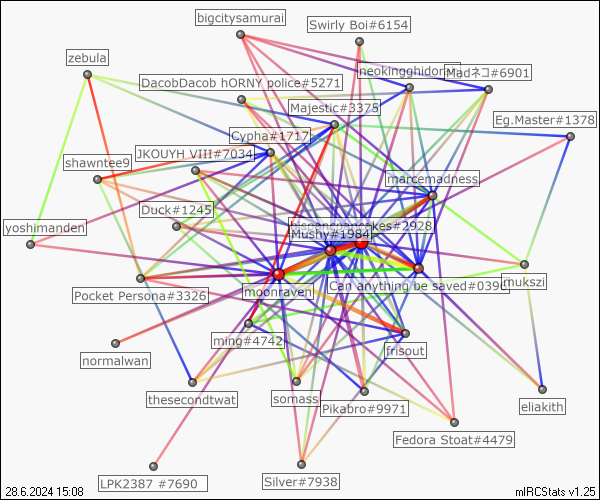 bigcitysamurai
Swirly Boi#6154
zebula
neokingghidorah
Madネコ#6901
DacobDacob hORNY police#5271
Majestic#3375
Eg.Master#1378
Cypha#1717
JKOUYH VIII#7034
shawntee9
marcemadness
Duck#1245
hispanicpancakes#2928
yoshimanden
Mushy#1984
mukszi
Can anything be saved#0390
Pocket Persona#3326
moonraven
ming#4742
frisout
normalwan
thesecondtwat
somass
eliakith
Pikabro#9971
Fedora Stoat#4479
LPK2387 #7690
Silver#7938
28.6.2024 15:08
mIRCStats v1.25